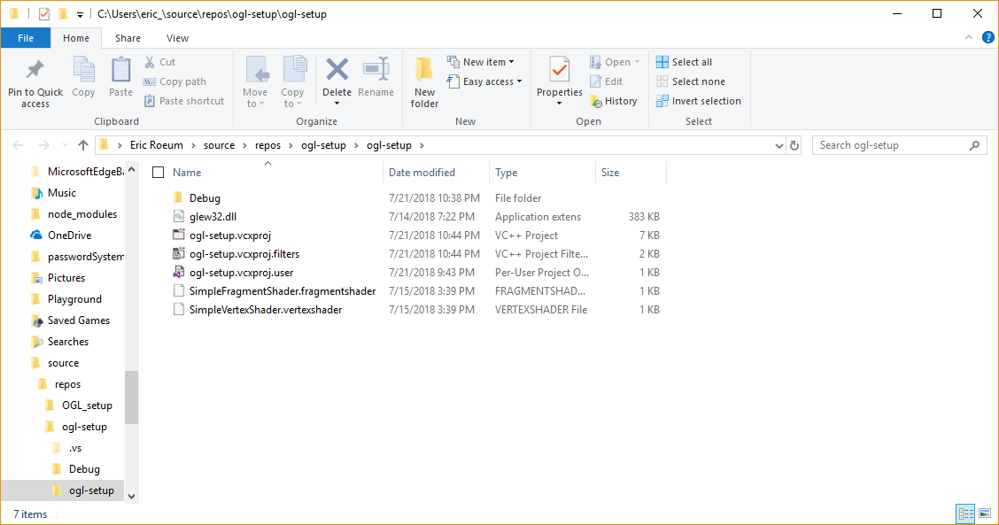 C:\Users\eric_\source\repos\ogl-setup\ogl-setup
File Home Share View
Pin to Quick access
Copy
Paste
Cut
Copy path
Paste shortcut
Clipboard
Move to
Copy to
Delete
Rename
Organize
New folder
New item
Easy access
New
Properties
Open
Edit
History
Open
Select all
Select none
Invert selection
Select
Eric Roeum > source > repos > ogl-setup > ogl-setup >
Search ogl-setup
MicrosoftEdgeBa
Music
node_modules
OneDrive
passwordSystem
Pictures
Playground
Saved Games
Searches
source
repos
OGL_setup
ogl-setup
.vs
Debug
ogl-setup
Name Date modified Type Size
Debug 7/21/2018 10:38 PM File folder
glew32.dll 7/14/2018 7:22 PM Application extens 383 KB
ogl-setup.vcxproj 7/21/2018 10:44 PM VC++ Project 7 KB
ogl-setup.vcxproj.filters 7/21/2018 10:44 PM VC++ Project Filte... 2 KB
ogl-setup.vcxproj.user 7/21/2018 9:43 PM Per-User Project O... 1 KB
SimpleFragmentShader.fragmentshader 7/15/2018 3:39 PM FRAGMENTSHAD... 1 KB
SimpleVertexShader.vertexshader 7/15/2018 3:39 PM VERTEXSHADER File 1 KB
7 items